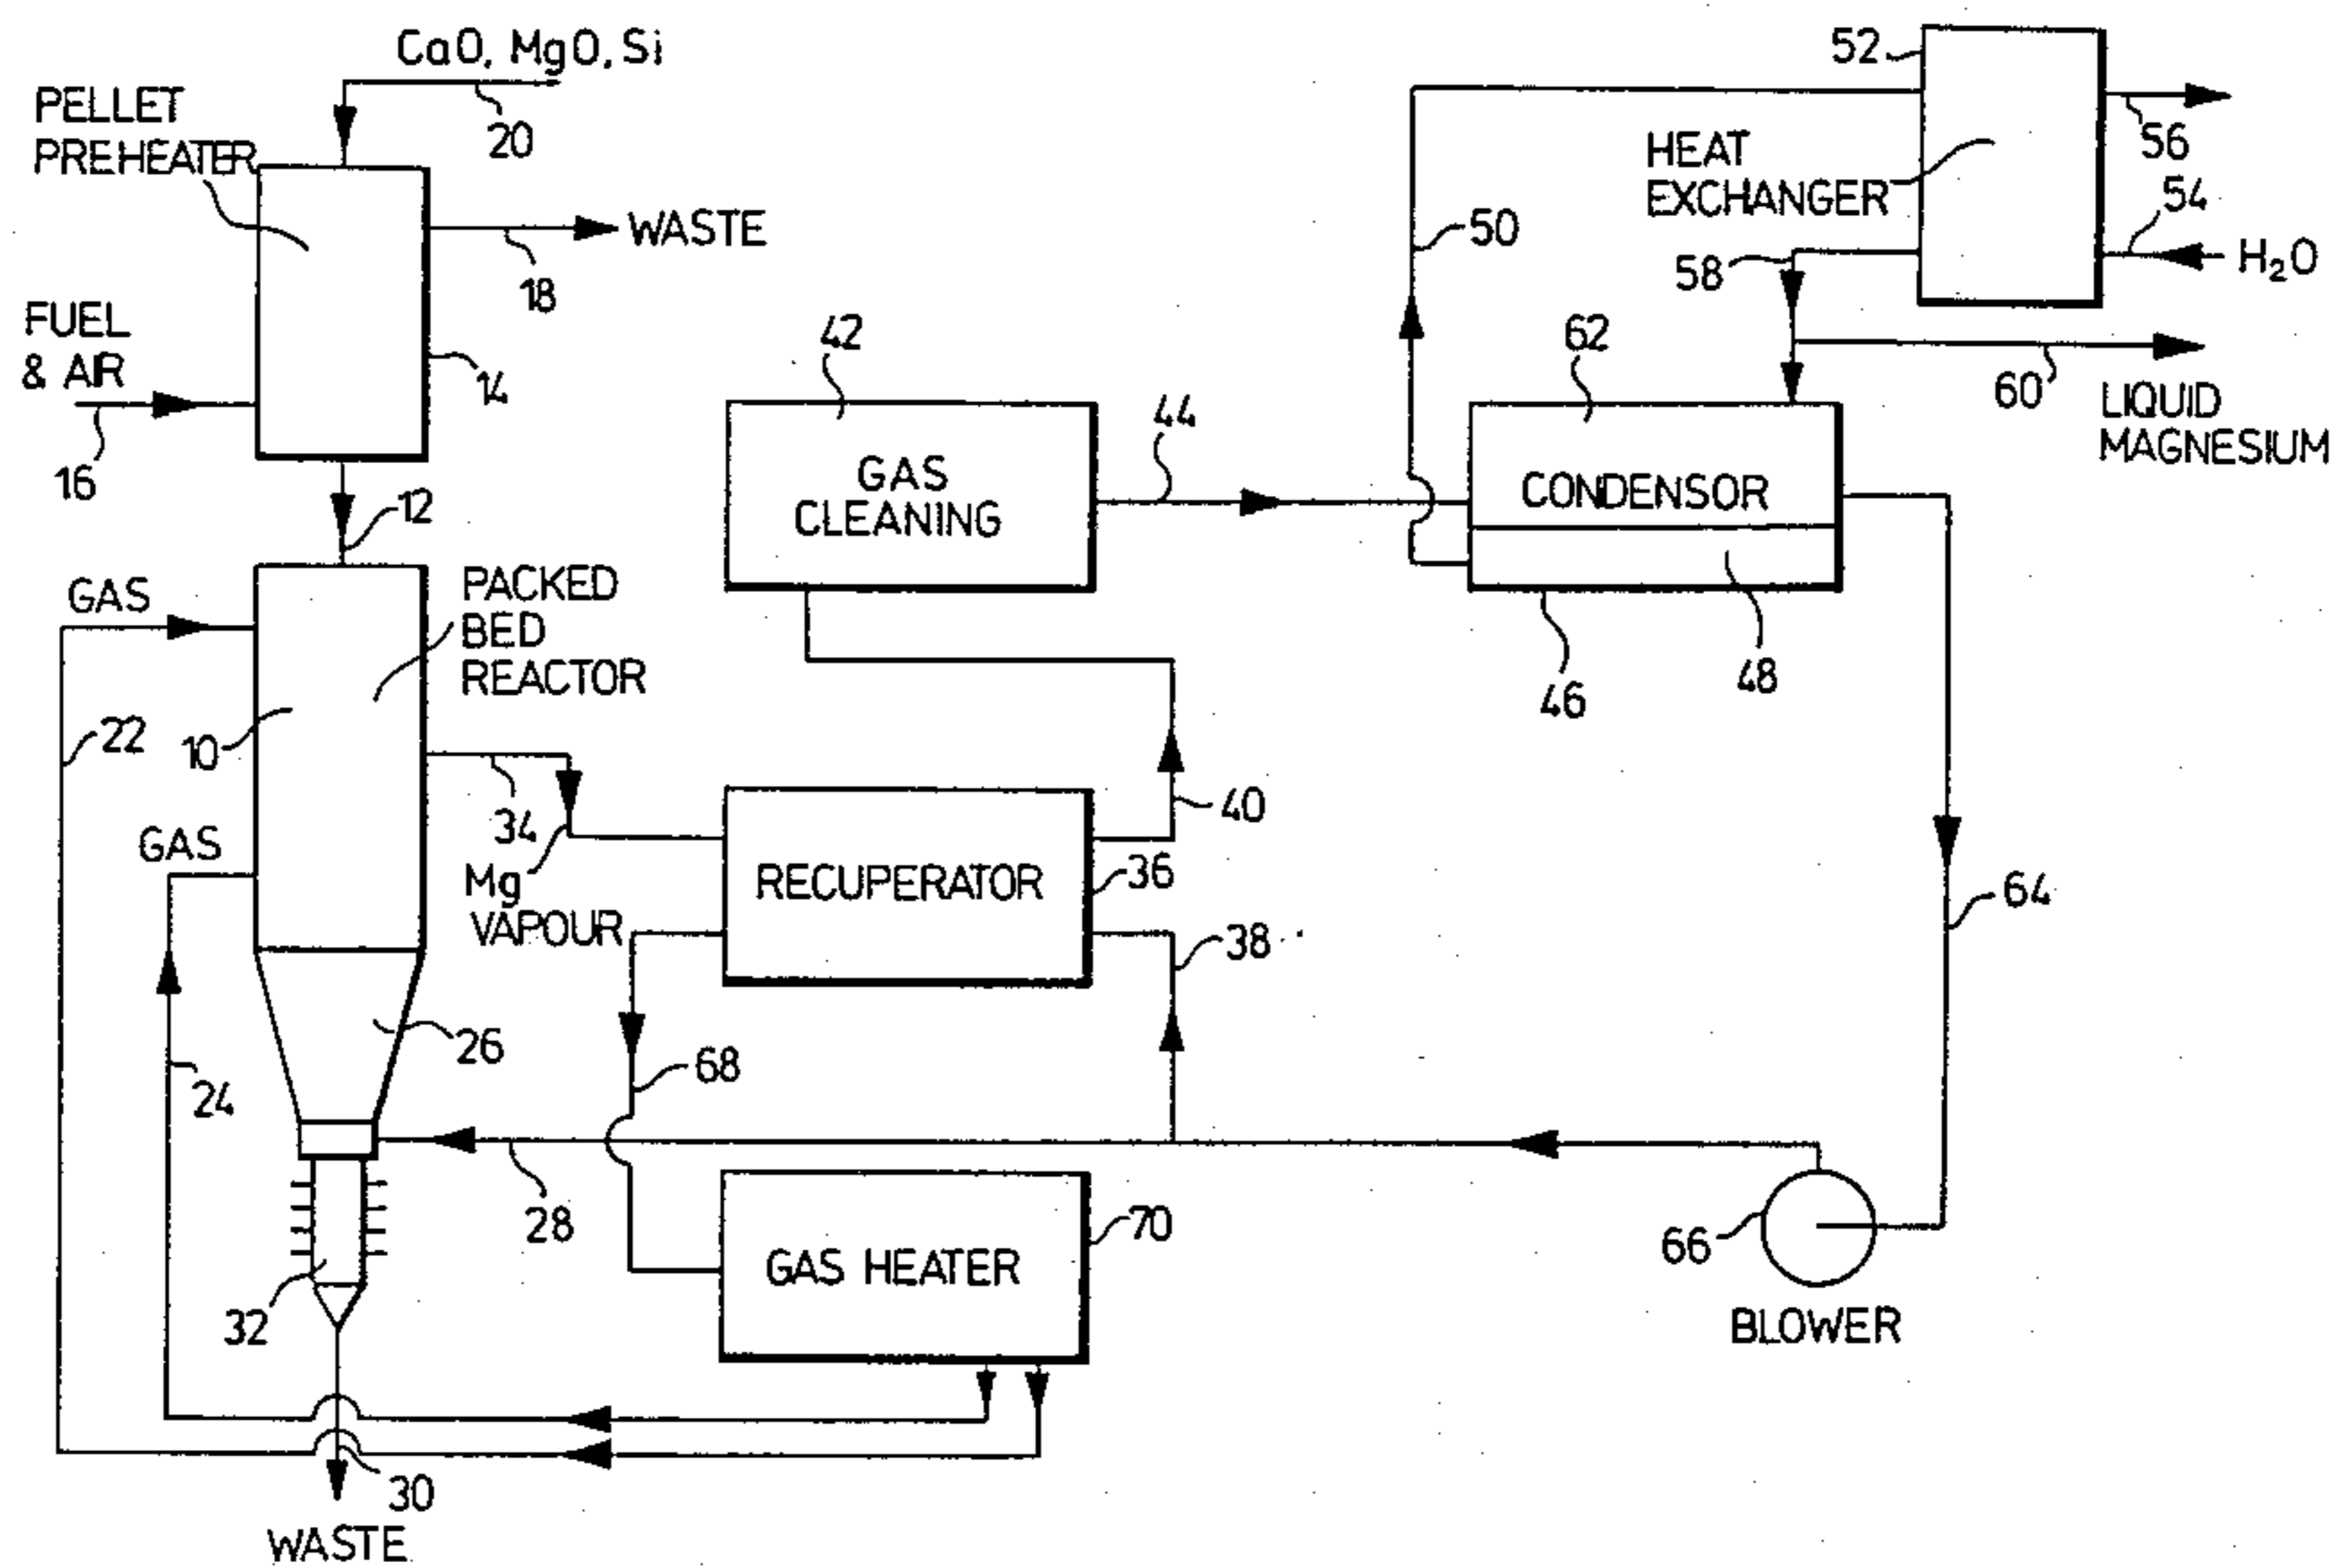 CaO, MgO, Si
20
PELLET
PREHEATER
WASTE
18
FUEL
& AIR
16
14
12
GAS
PACKED
BED
REACTOR
22
10
GAS
24
26
34
Mg
VAPOUR
RECUPERATOR
36
38
40
42
GAS
CLEANING
44
50
52
HEAT
EXCHANGER
56
54
H₂O
58
60
LIQUID
MAGNESIUM
62
CONDENSOR
46
48
64
66
BLOWER
68
28
GAS HEATER
70
32
30
WASTE